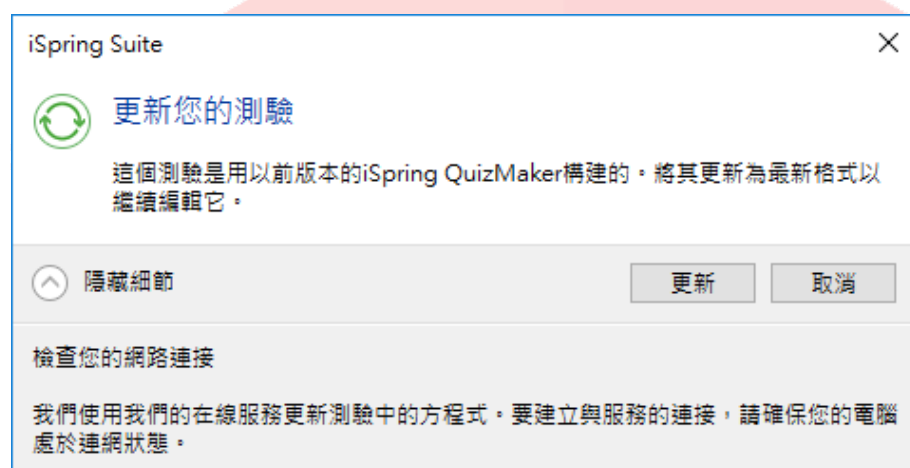 iSpring Suite
更新您的測驗
這個測驗是用以前版本的iSpring QuizMaker構建的。將其更新為最新格式以
繼續編輯它。
隱藏細節
更新
取消
檢查您的網路連接
我們使用我們的在線服務更新測驗中的方程式。要建立與服務的連接，請確保您的電腦
處於連網狀態。